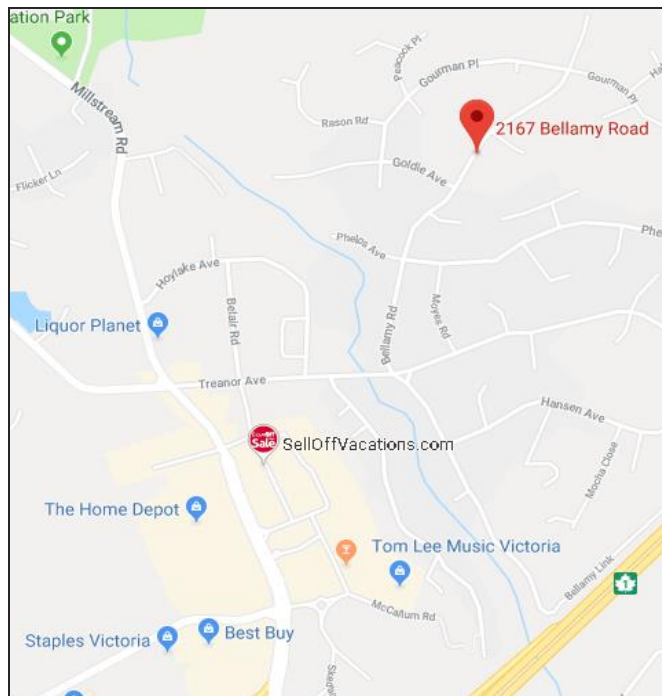 ation Park
Millstream Rd
Peacock Pl
Gourman Pl
Gourman Pl
Rason Rd
2167 Bellamy Road
Goldie Ave
Flicker Ln
Phelps Ave
Phe
Hoylake Ave
Belair Rd
Bellamy Rd
Moyes Rd
Liquor Planet
Treanor Ave
Hansen Ave
Sale
SellOffVacations.com
Mocha Close
The Home Depot
Tom Lee Music Victoria
Bellamy Link
1
McCallum Rd
Staples Victoria
Best Buy